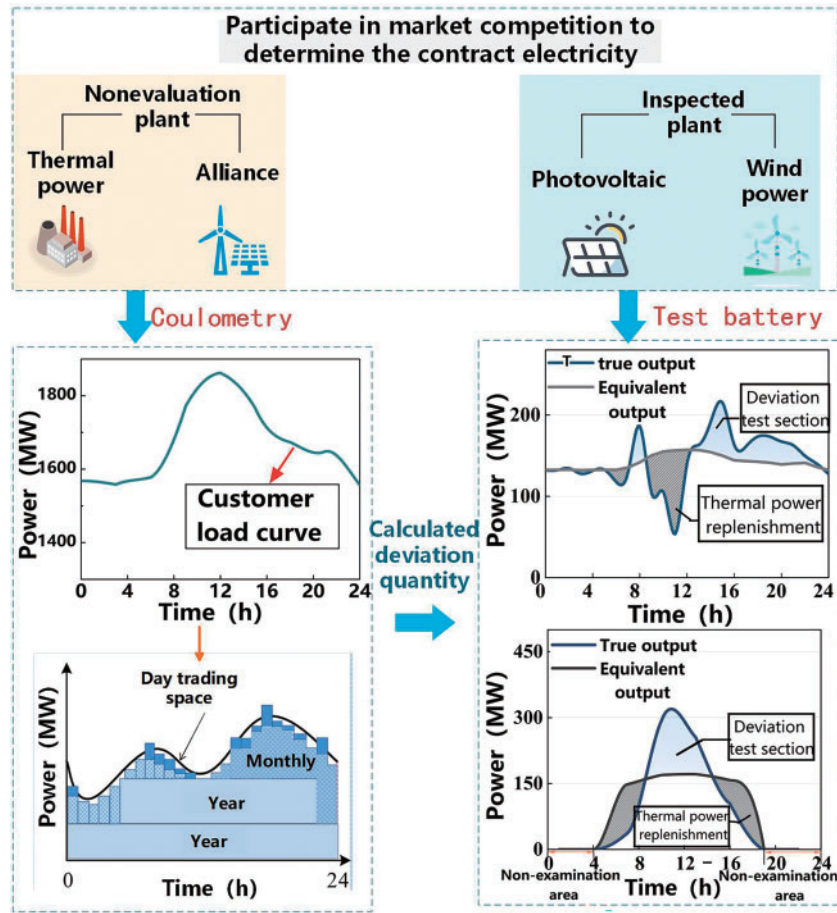 Participate in market competition to
determine the contract electricity
Nonevaluation
plant
Thermal
power
Alliance
Inspected
plant
Photovoltaic
Wind
power
Coulometry
Test battery
Power (MW)
1800
1600
1400
0 4 8 12 16 20 24
Time (h)
Customer
load curve
Day trading
space
Power (MW)
Monthly
Year
Year
0
24
Time (h)
Calculated
deviation
quantity
T true output
Equivalent
output
Deviation
test section
Thermal power
replenishment
Power (MW)
200
150
100
0
0 4 8 12 16 20 24
Time (h)
True output
Equivalent
output
Deviation
test section
Thermal power
replenishment
Power (MW)
450
300
150
0
0 4 8 12 – 16 20 24
Non-examination
area
Time (h)
Non-examination
area